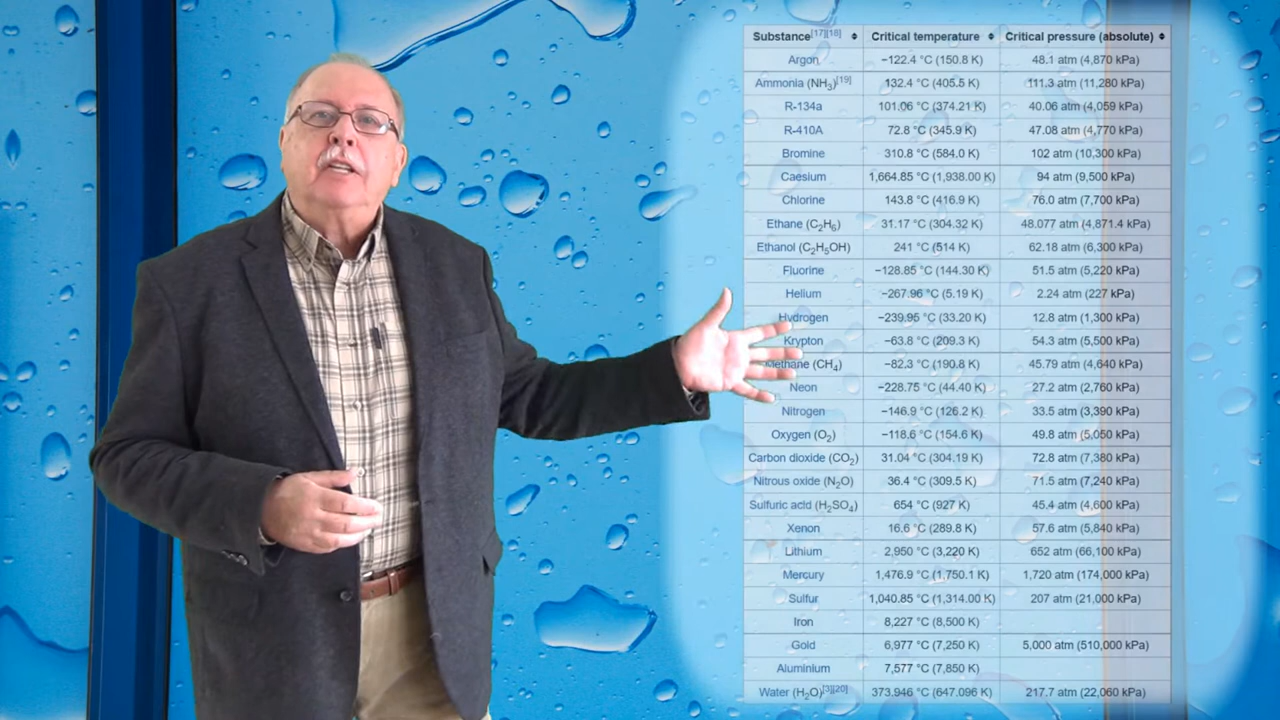 Substance[17][18] Critical temperature Critical pressure (absolute)
Argon −122.4 °C (150.8 K) 48.1 atm (4,870 kPa)
Ammonia (NH3)[19] 132.4 °C (405.5 K) 111.3 atm (11,280 kPa)
R-134a 101.06 °C (374.21 K) 40.06 atm (4,059 kPa)
R-410A 72.8 °C (345.9 K) 47.08 atm (4,770 kPa)
Bromine 310.8 °C (584.0 K) 102 atm (10,300 kPa)
Caesium 1,664.85 °C (1,938.00 K) 94 atm (9,500 kPa)
Chlorine 143.8 °C (416.9 K) 76.0 atm (7,700 kPa)
Ethane (C2H6) 31.17 °C (304.32 K) 48.077 atm (4,871.4 kPa)
Ethanol (C2H5OH) 241 °C (514 K) 62.18 atm (6,300 kPa)
Fluorine −128.85 °C (144.30 K) 51.5 atm (5,220 kPa)
Helium −267.96 °C (5.19 K) 2.24 atm (227 kPa)
Hydrogen −239.95 °C (33.20 K) 12.8 atm (1,300 kPa)
Krypton −63.8 °C (209.3 K) 54.3 atm (5,500 kPa)
Methane (CH4) −82.3 °C (190.8 K) 45.79 atm (4,640 kPa)
Neon −228.75 °C (44.40 K) 27.2 atm (2,760 kPa)
Nitrogen −146.9 °C (126.2 K) 33.5 atm (3,390 kPa)
Oxygen (O2) −118.6 °C (154.6 K) 49.8 atm (5,050 kPa)
Carbon dioxide (CO2) 31.04 °C (304.19 K) 72.8 atm (7,380 kPa)
Nitrous oxide (N2O) 36.4 °C (309.5 K) 71.5 atm (7,240 kPa)
Sulfuric acid (H2SO4) 654 °C (927 K) 45.4 atm (4,600 kPa)
Xenon 16.6 °C (289.8 K) 57.6 atm (5,840 kPa)
Lithium 2,950 °C (3,220 K) 652 atm (66,100 kPa)
Mercury 1,476.9 °C (1,750.1 K) 1,720 atm (174,000 kPa)
Sulfur 1,040.85 °C (1,314.00 K) 207 atm (21,000 kPa)
Iron 8,227 °C (8,500 K)
Gold 6,977 °C (7,250 K) 5,000 atm (510,000 kPa)
Aluminium 7,577 °C (7,850 K)
Water (H2O)[3][20] 373.946 °C (647.096 K) 217.7 atm (22,060 kPa)